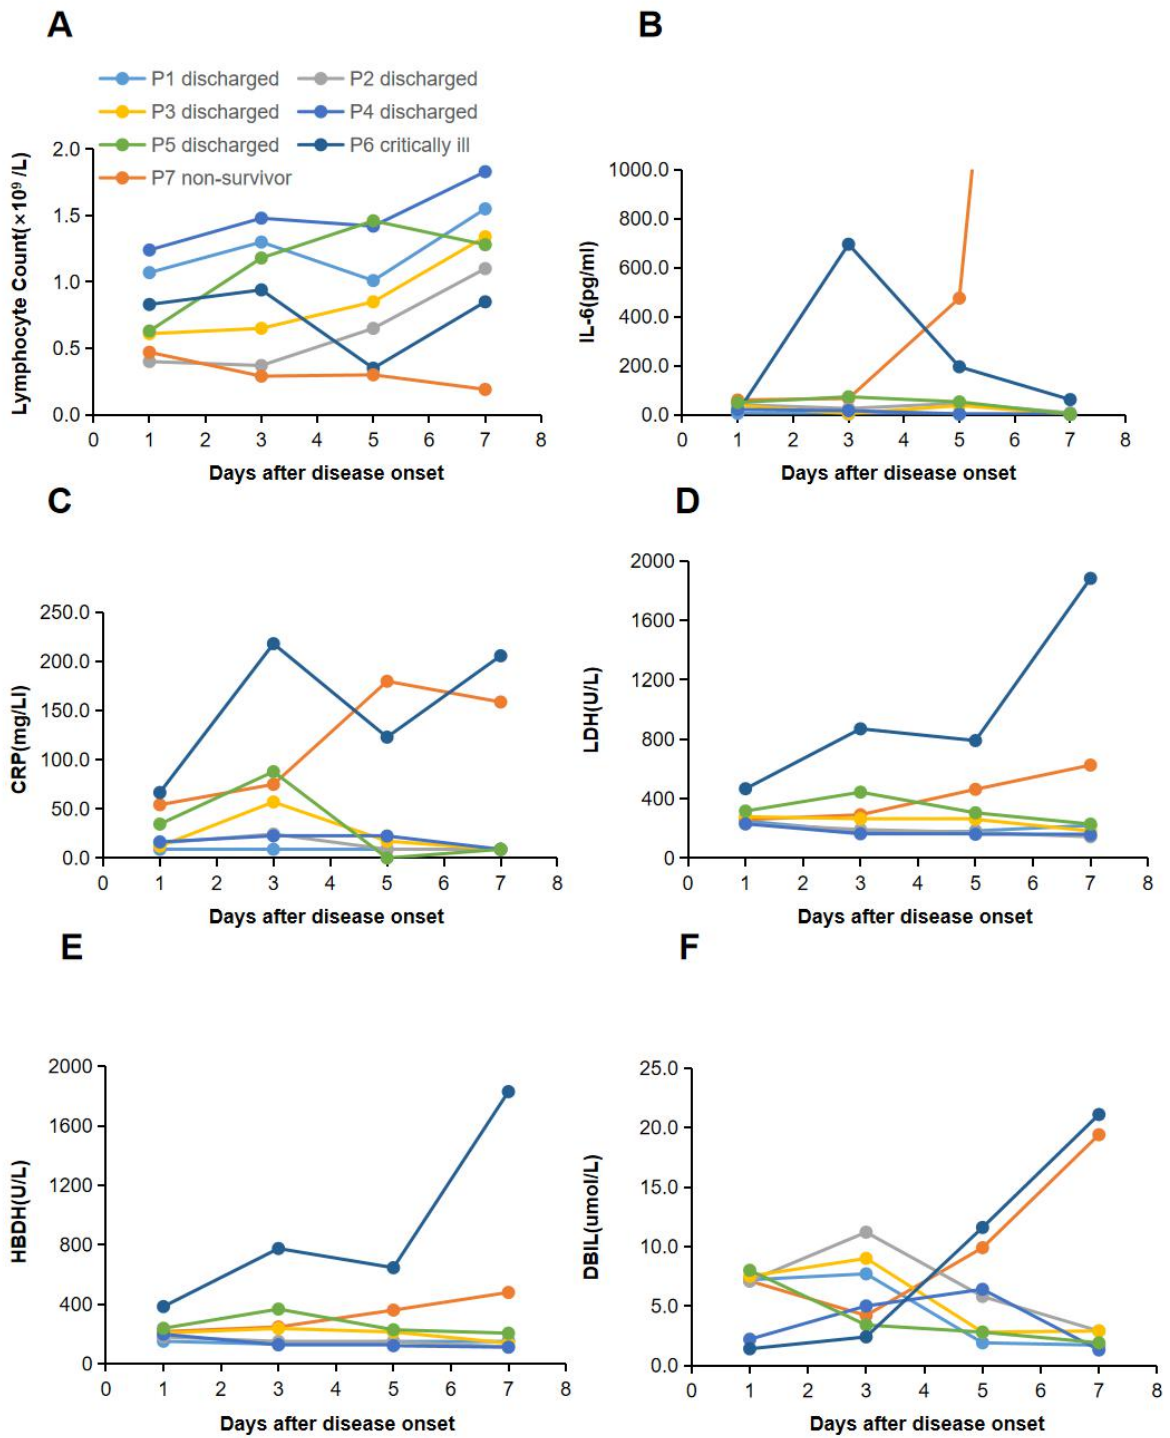 A
B
P1 discharged P2 discharged
P3 discharged P4 discharged
P5 discharged P6 critically ill
P7 non-survivor
Lymphocyte Count(×10⁹ /L)
2.0
1.5
1.0
0.5
0.0
0 1 2 3 4 5 6 7 8
Days after disease onset
IL-6(pg/ml)
1000.0
800.0
600.0
400.0
200.0
0.0
0 1 2 3 4 5 6 7 8
Days after disease onset
C
D
CRP(mg/LI)
250.0
200.0
150.0
100.0
50.0
0.0
0 1 2 3 4 5 6 7 8
Days after disease onset
LDH(U/L)
2000
1600
1200
800
400
0
0 1 2 3 4 5 6 7 8
Days after disease onset
E
F
HBDH(U/L)
2000
1600
1200
800
400
0
0 1 2 3 4 5 6 7 8
Days after disease onset
DBIL(umol/L)
25.0
20.0
15.0
10.0
5.0
0.0
0 1 2 3 4 5 6 7 8
Days after disease onset